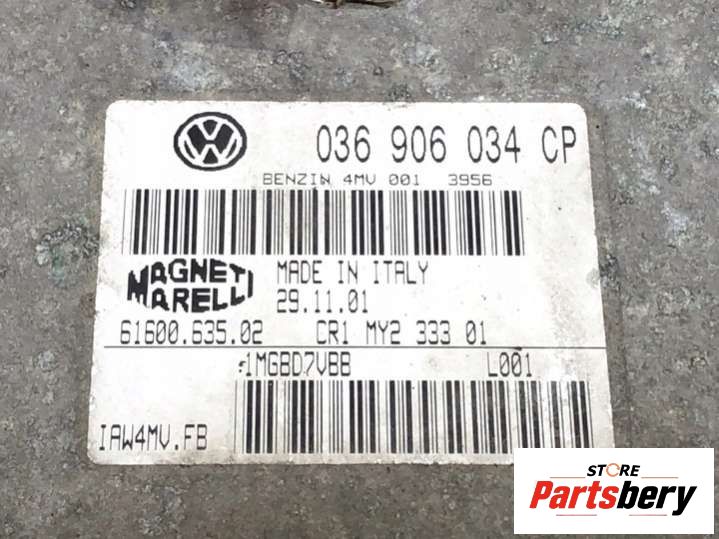 036 906 034 CP
BENZIN 4MV 001 3956
MAGNETI
MARELLI
MADE IN ITALY
29.11.01
61600.635.02 CR1 MY2 333 01
1MGBD7VBB L001
IAW4MV.FB
STORE
Partsbery